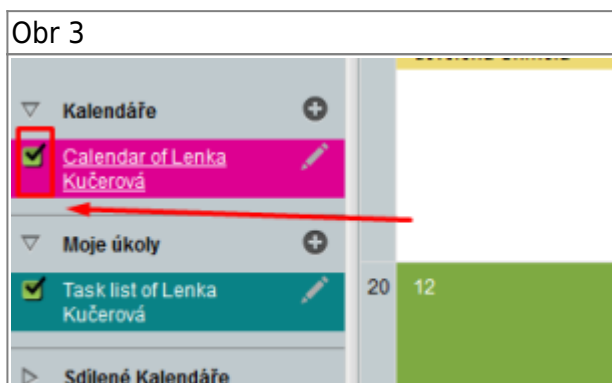 Obr 3
Kalendáře
Calendar of Lenka
Kučerová
Moje úkoly
Task list of Lenka
Kučerová
20 12
Sdílené Kalendáře